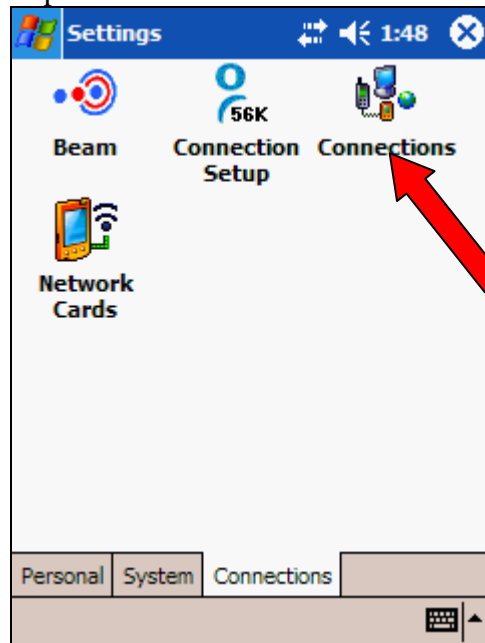 Settings 1:48
56K
Beam Connection Setup Connections
Network Cards
Personal System Connections